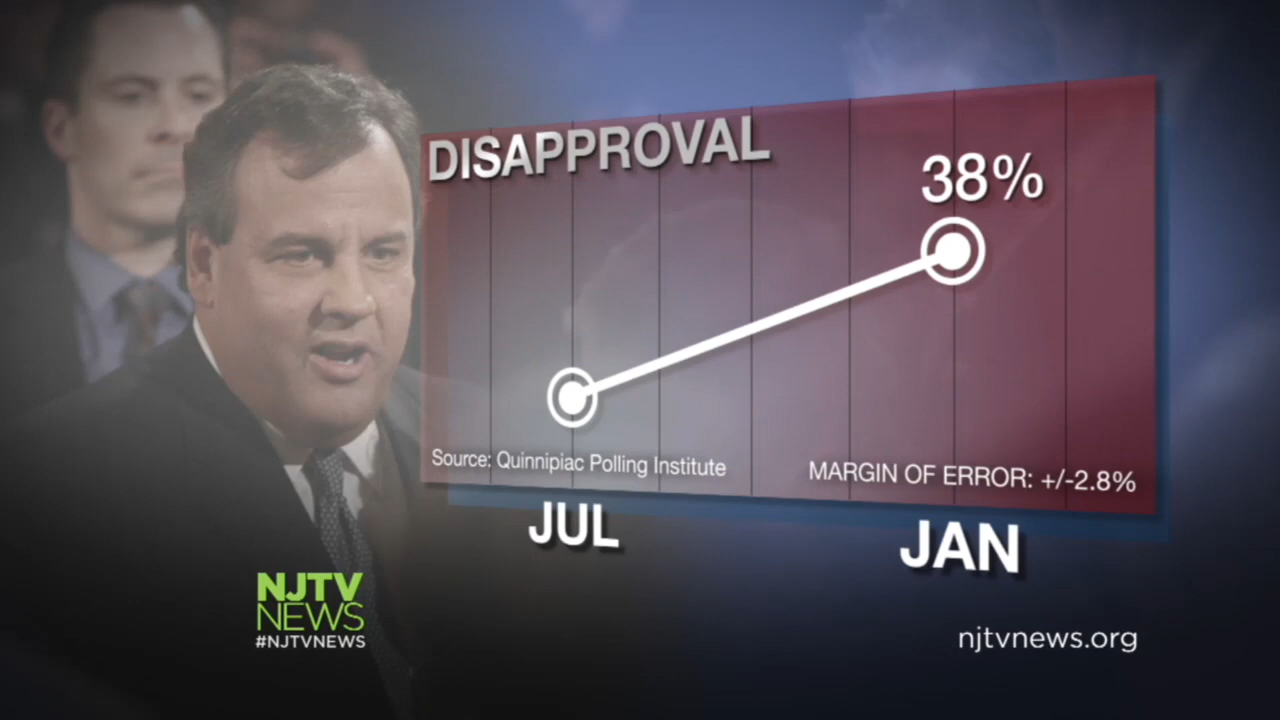 DISAPPROVAL
38%
Source: Quinnipiac Polling Institute
MARGIN OF ERROR: +/-2.8%
JUL
JAN
NJTV
NEWS
#NJTVNEWS
njtvnews.org